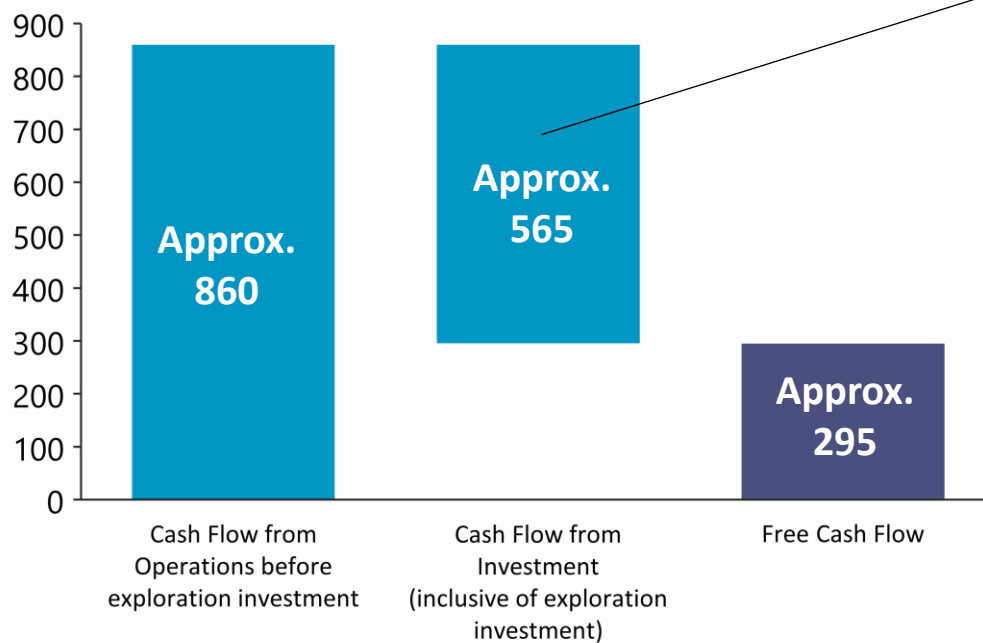 900
800
700
600
500
400
300
200
100
0
Approx.
860
Approx.
565
Approx.
295
Cash Flow from
Operations before
exploration investment
Cash Flow from
Investment
(inclusive of exploration
investment)
Free Cash Flow